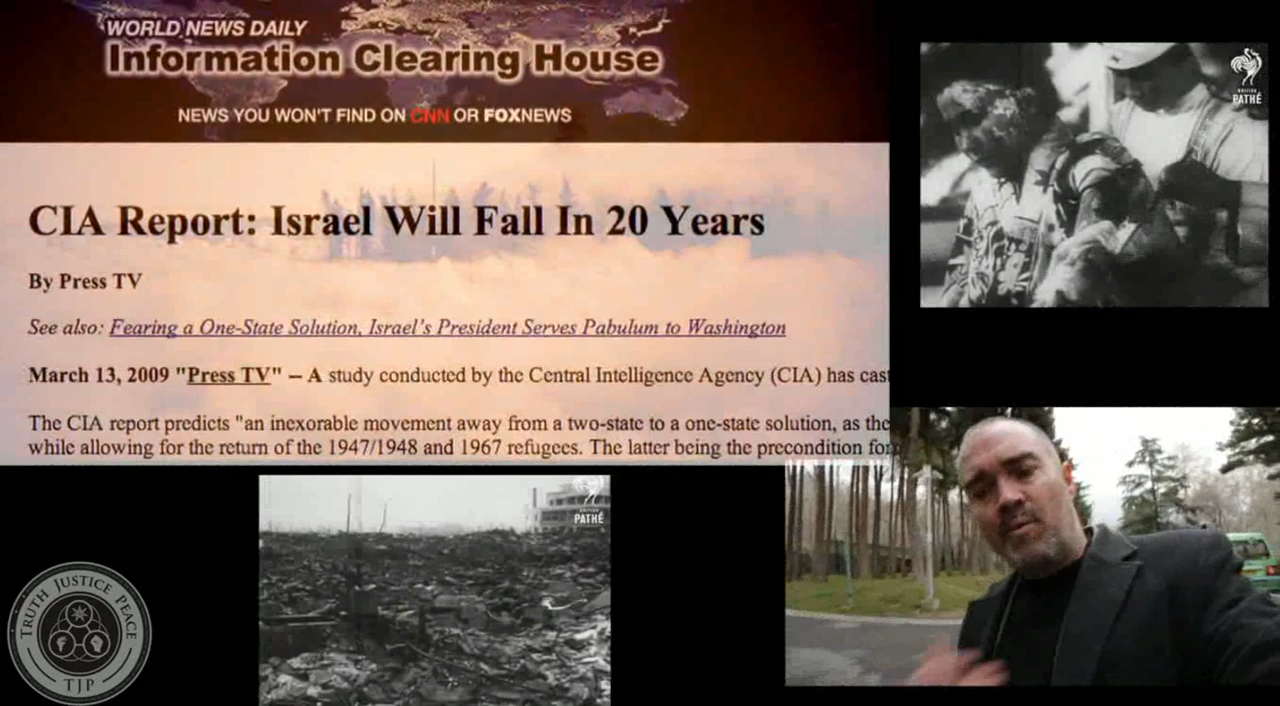 WORLD NEWS DAILY
Information Clearing House
NEWS YOU WON'T FIND ON CNN OR FOXNEWS
CIA Report: Israel Will Fall In 20 Years
By Press TV
See also: Fearing a One-State Solution, Israel's President Serves Pabulum to Washington
March 13, 2009 "Press TV" – A study conducted by the Central Intelligence Agency (CIA) has cast
The CIA report predicts "an inexorable movement away from a two-state to a one-state solution, as the
while allowing for the return of the 1947/1948 and 1967 refugees. The latter being the precondition for
BRITISH
PATHÉ
BRITISH
PATHÉ
TRUTH JUSTICE PEACE
TJP